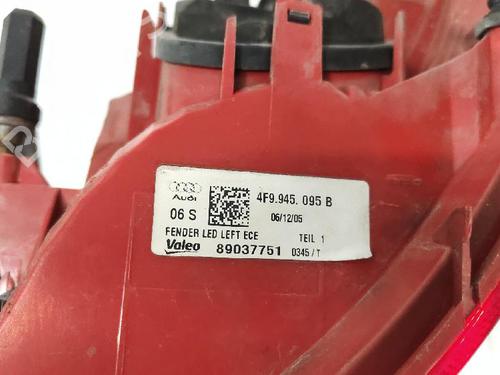 Audi
4F9.945.095 B
06 S
06/12/05
FENDER LED LEFT ECE TEIL 1
Valeo 89037751 0345/T